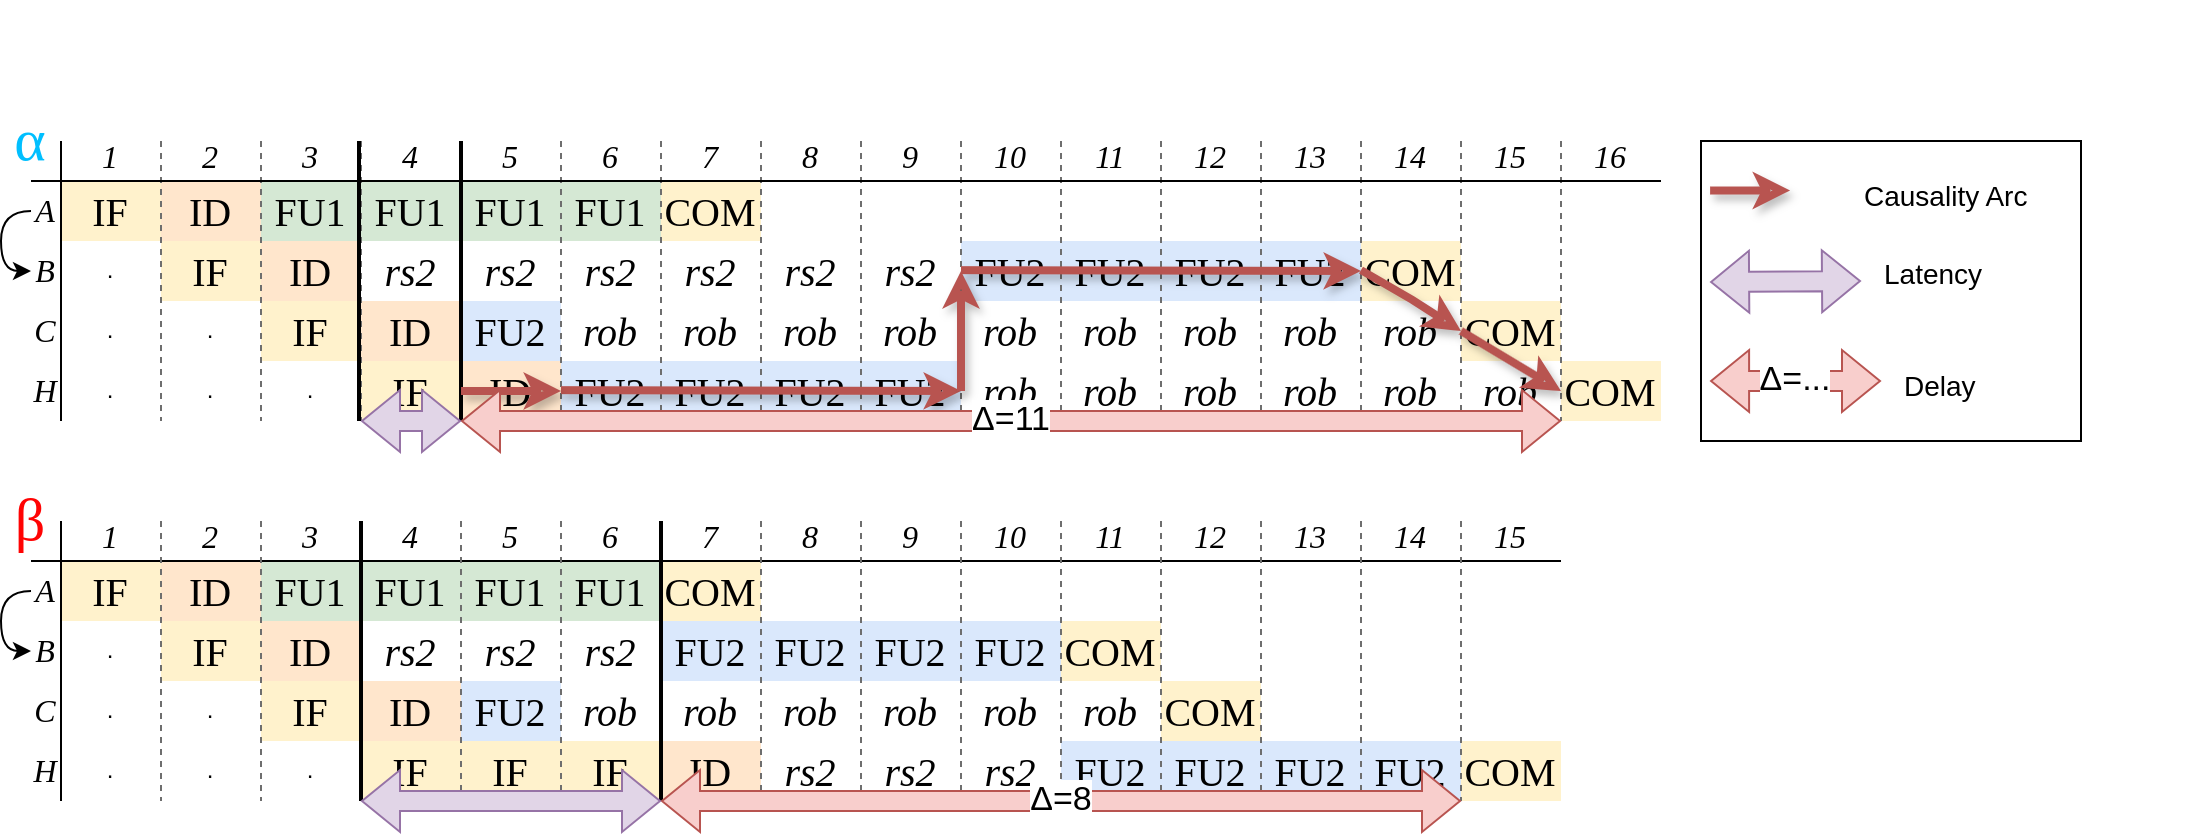 α
1 2 3 4 5 6 7 8 9 10 11 12 13 14 15 16
A IF ID FU1 FU1 FU1 FU1 COM
B . IF ID rs2 rs2 rs2 rs2 rs2 rs2 FU2 FU2 FU2 FU2 COM
C . . IF ID FU2 rob rob rob rob rob rob rob rob rob COM
H . . . IF ID FU2 FU2 FU2 FU2 rob rob rob rob rob rob COM
Δ=11
Causality Arc
Latency
Δ=... Delay
β
1 2 3 4 5 6 7 8 9 10 11 12 13 14 15
A IF ID FU1 FU1 FU1 FU1 COM
B . IF ID rs2 rs2 rs2 FU2 FU2 FU2 FU2 COM
C . . IF ID FU2 rob rob rob rob rob rob COM
H . . . IF IF IF ID rs2 rs2 rs2 FU2 FU2 FU2 FU2 COM
Δ=8